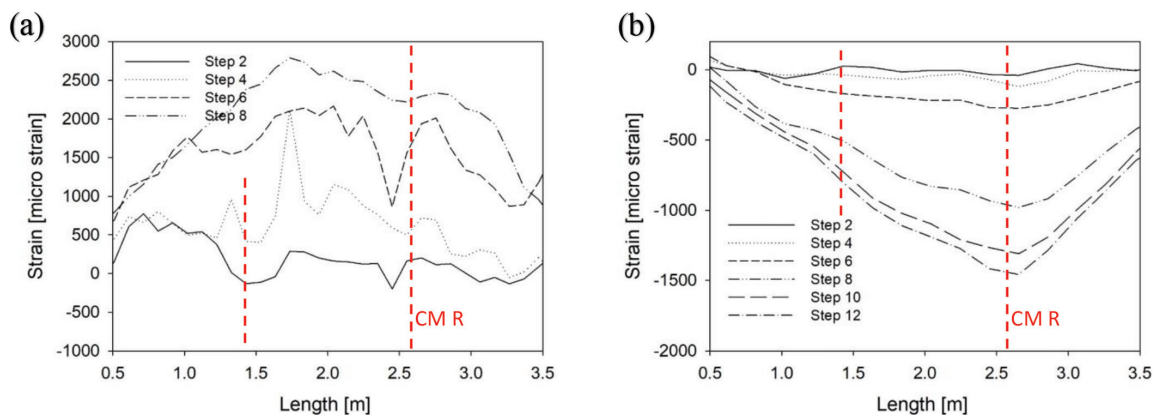 (a)
3000
2500
2000
1500
1000
500
0
-500
-1000
Strain [micro strain]
Step 2
Step 4
Step 6
Step 8
CM R
0.5 1.0 1.5 2.0 2.5 3.0 3.5
Length [m]
(b)
0
-500
-1000
-1500
-2000
Strain [micro strain]
Step 2
Step 4
Step 6
Step 8
Step 10
Step 12
CM R
0.5 1.0 1.5 2.0 2.5 3.0 3.5
Length [m]